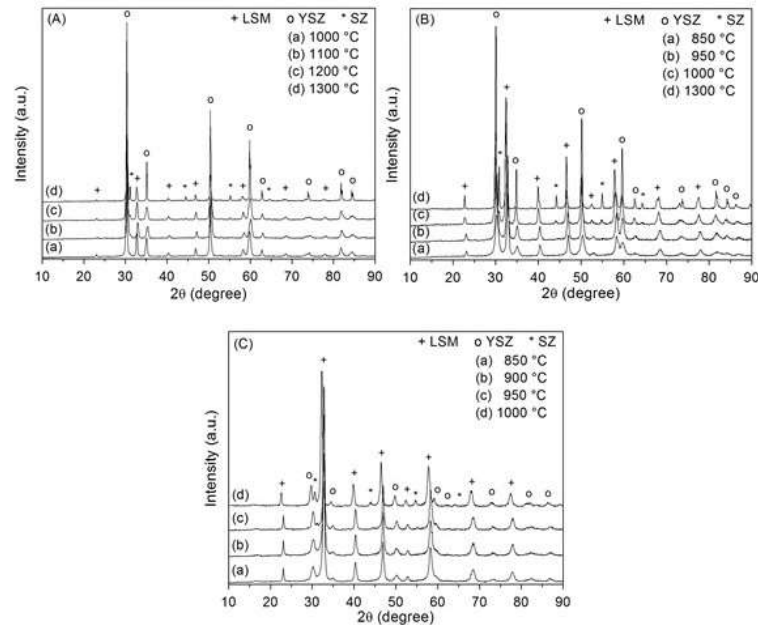 (A) + LSM o YSZ * SZ
(a) 1000 °C
(b) 1100 °C
(c) 1200 °C
(d) 1300 °C
Intensity (a.u.)
(d)
(c)
(b)
(a)
10 20 30 40 50 60 70 80 90
2θ (degree)
(B) + LSM o YSZ * SZ
(a) 850 °C
(b) 950 °C
(c) 1000 °C
(d) 1300 °C
Intensity (a.u.)
(d)
(c)
(b)
(a)
10 20 30 40 50 60 70 80 90
2θ (degree)
(C) + LSM o YSZ * SZ
(a) 850 °C
(b) 900 °C
(c) 950 °C
(d) 1000 °C
Intensity (a.u.)
(d)
(c)
(b)
(a)
10 20 30 40 50 60 70 80 90
2θ (degree)